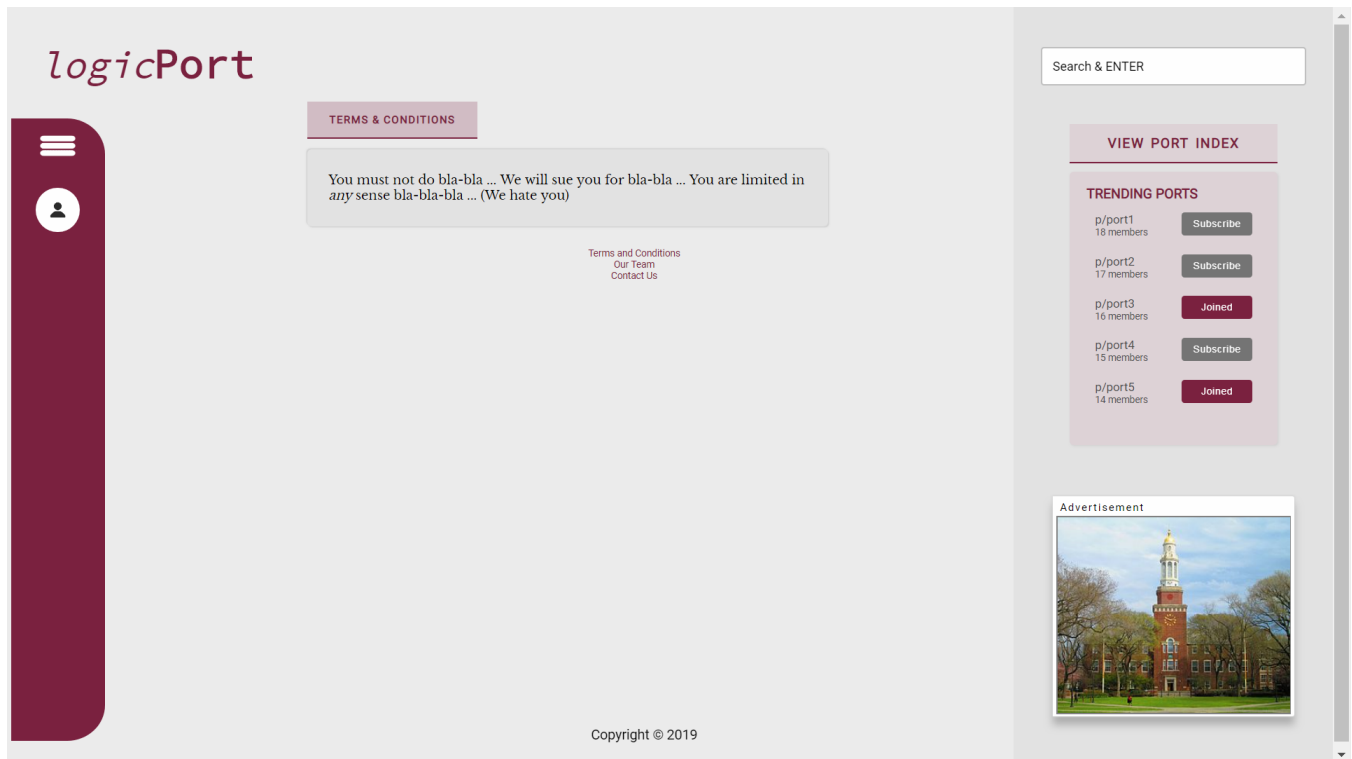 logicPort
TERMS & CONDITIONS
You must not do bla-bla ... We will sue you for bla-bla ... You are limited in
any sense bla-bla-bla ... (We hate you)
Terms and Conditions
Our Team
Contact Us
Copyright © 2019
Search & ENTER
VIEW PORT INDEX
TRENDING PORTS
p/port1
18 members
Subscribe
p/port2
17 members
Subscribe
p/port3
16 members
Joined
p/port4
15 members
Subscribe
p/port5
14 members
Joined
Advertisement